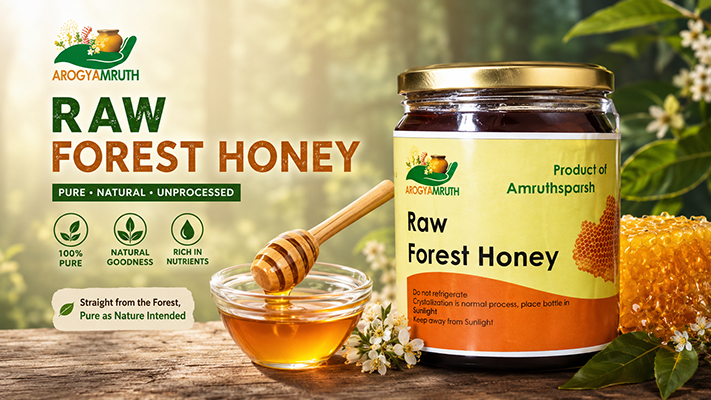 AROGYAMRUTH
RAW
FOREST HONEY
PURE • NATURAL • UNPROCESSED
100%
PURE
NATURAL
GOODNESS
RICH IN
NUTRIENTS
Straight from the Forest,
Pure as Nature Intended
AROGYAMRUTH
Product of
Amruthsparsh
Raw
Forest Honey
Do not refrigerate
Crystalization is normal process, place bottle in
Sunlight
Keep away from Sunlight